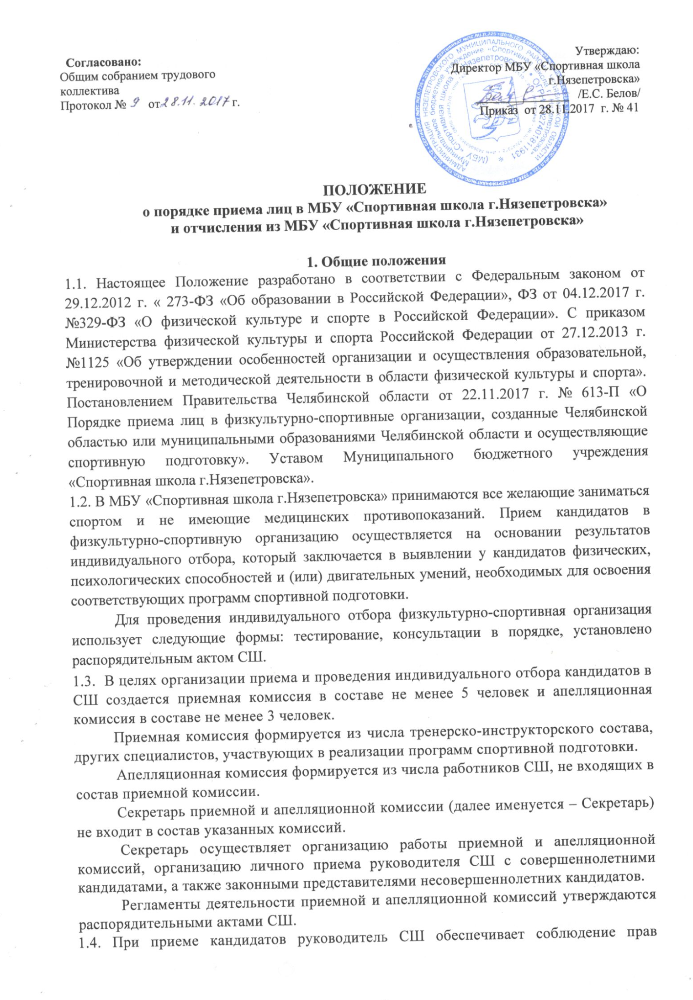 Согласовано:
Общим собранием трудового
коллектива
Протокол № 9 от 28.11. 2017 г.
Утверждаю:
Директор МБУ «Спортивная школа
г.Нязепетровска»
/Е.С. Белов/
Приказ от 28.11.2017 г. № 41
ПОЛОЖЕНИЕ
о порядке приема лиц в МБУ «Спортивная школа г.Нязепетровска»
и отчисления из МБУ «Спортивная школа г.Нязепетровска»
1. Общие положения
1.1. Настоящее Положение разработано в соответствии с Федеральным законом от
29.12.2012 г. « 273-ФЗ «Об образовании в Российской Федерации», ФЗ от 04.12.2017 г.
№329-ФЗ «О физической культуре и спорте в Российской Федерации». С приказом
Министерства физической культуры и спорта Российской Федерации от 27.12.2013 г.
№1125 «Об утверждении особенностей организации и осуществления образовательной,
тренировочной и методической деятельности в области физической культуры и спорта».
Постановлением Правительства Челябинской области от 22.11.2017 г. № 613-П «О
Порядке приема лиц в физкультурно-спортивные организации, созданные Челябинской
областью или муниципальными образованиями Челябинской области и осуществляющие
спортивную подготовку». Уставом Муниципального бюджетного учреждения
«Спортивная школа г.Нязепетровска».
1.2. В МБУ «Спортивная школа г.Нязепетровска» принимаются все желающие заниматься
спортом и не имеющие медицинских противопоказаний. Прием кандидатов в
физкультурно-спортивную организацию осуществляется на основании результатов
индивидуального отбора, который заключается в выявлении у кандидатов физических,
психологических способностей и (или) двигательных умений, необходимых для освоения
соответствующих программ спортивной подготовки.
Для проведения индивидуального отбора физкультурно-спортивная организация
использует следующие формы: тестирование, консультации в порядке, установлено
распорядительным актом СШ.
1.3. В целях организации приема и проведения индивидуального отбора кандидатов в
СШ создается приемная комиссия в составе не менее 5 человек и апелляционная
комиссия в составе не менее 3 человек.
Приемная комиссия формируется из числа тренерско-инструкторского состава,
других специалистов, участвующих в реализации программ спортивной подготовки.
Апелляционная комиссия формируется из числа работников СШ, не входящих в
состав приемной комиссии.
Секретарь приемной и апелляционной комиссии (далее именуется – Секретарь)
не входит в состав указанных комиссий.
Секретарь осуществляет организацию работы приемной и апелляционной
комиссий, организацию личного приема руководителя СШ с совершеннолетними
кандидатами, а также законными представителями несовершеннолетних кандидатов.
Регламенты деятельности приемной и апелляционной комиссий утверждаются
распорядительными актами СШ.
1.4. При приеме кандидатов руководитель СШ обеспечивает соблюдение прав